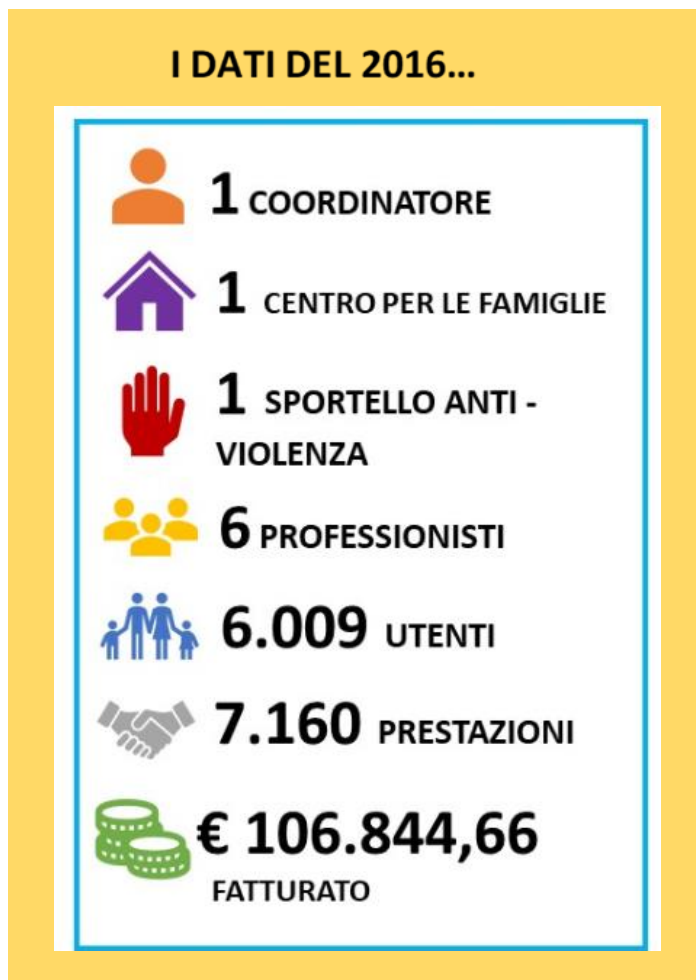 I DATI DEL 2016...
1 COORDINATORE
1 CENTRO PER LE FAMIGLIE
1 SPORTELLO ANTI -
VIOLENZA
6 PROFESSIONISTI
6.009 UTENTI
7.160 PRESTAZIONI
€ 106.844,66
FATTURATO